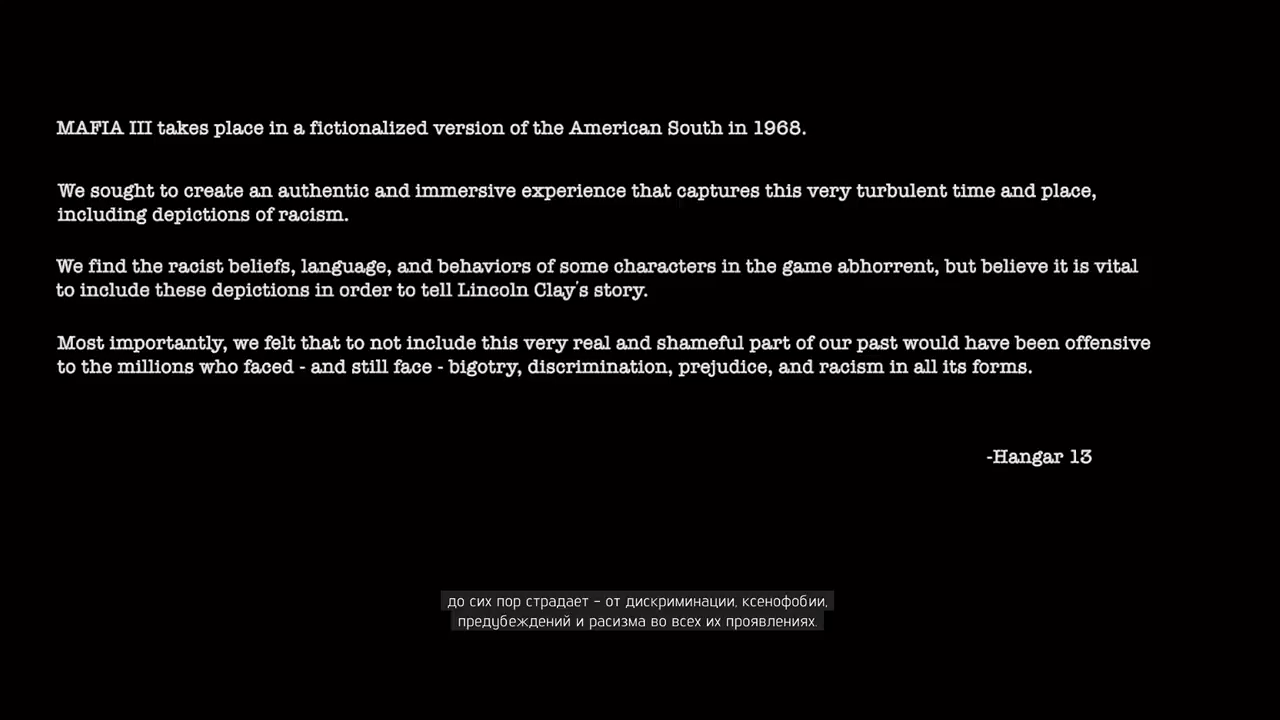 MAFIA III takes place in a fictionalized version of the American South in 1968.
We sought to create an authentic and immersive experience that captures this very turbulent time and place,
including depictions of racism.
We find the racist beliefs, language, and behaviors of some characters in the game abhorrent, but believe it is vital
to include these depictions in order to tell Lincoln Clay's story.
Most importantly, we felt that to not include this very real and shameful part of our past would have been offensive
to the millions who faced - and still face - bigotry, discrimination, prejudice, and racism in all its forms.
-Hangar 13
до сих пор страдает – от дискриминации, ксенофобии,
предубеждений и расизма во всех их проявлениях.